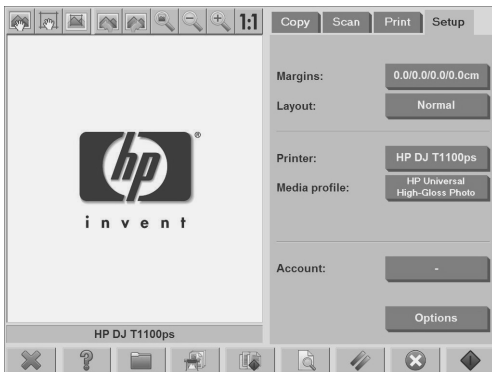 1:1
Copy
Scan
Print
Setup
Margins:
0.0/0.0/0.0/0.0cm
Layout:
Normal
Printer:
HP DJ T1100ps
Media profile:
HP Universal
High-Gloss Photo
Account:
-
Options
hp
®
invent
HP DJ T1100ps
?